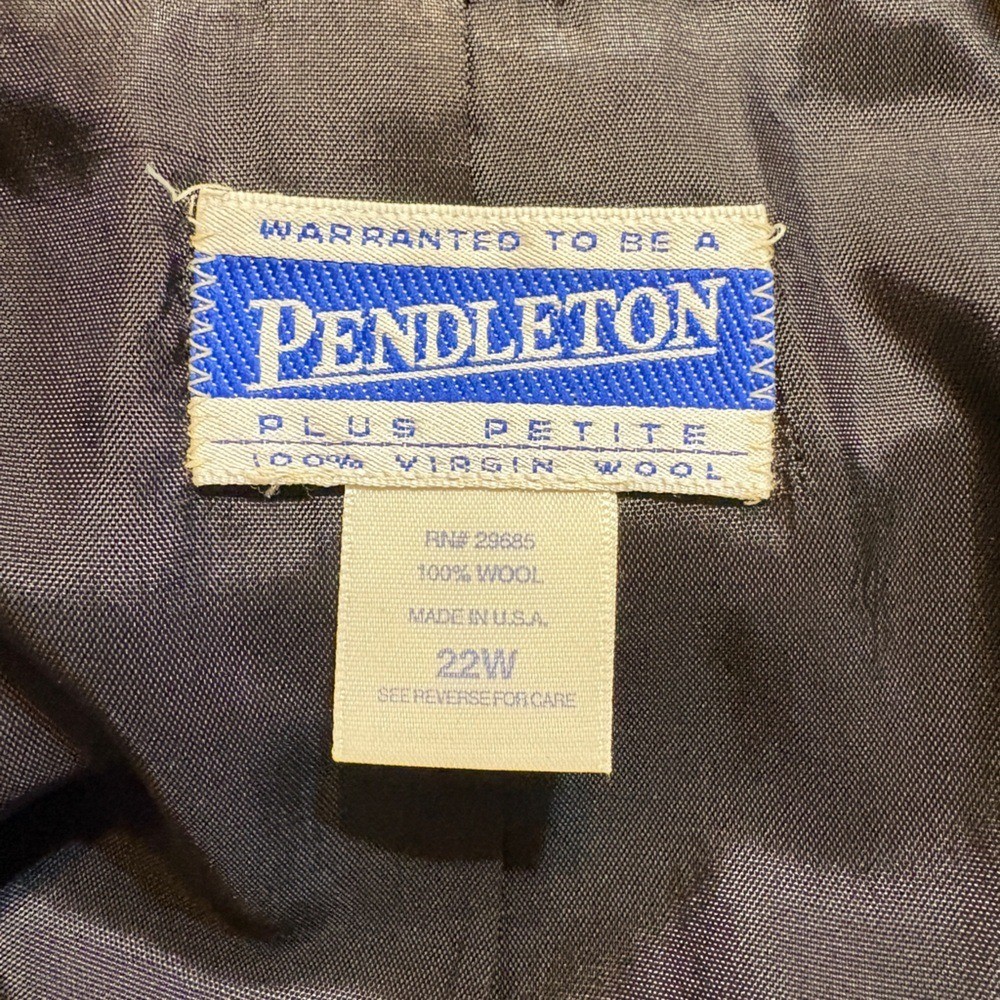 WARRANTED TO BE A
PENDLETON
PLUS PETITE
100% VIRGIN WOOL
RN# 29685
100% WOOL
MADE IN U.S.A.
22W
SEE REVERSE FOR CARE